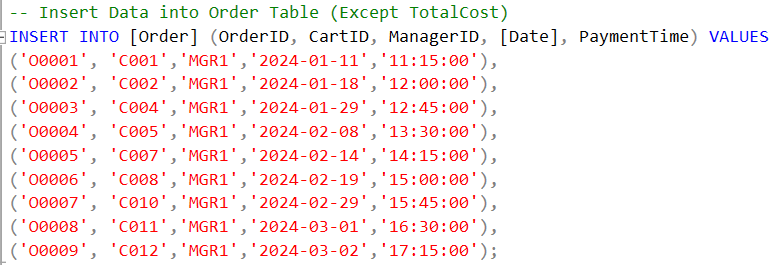 -- Insert Data into Order Table (Except TotalCost)
INSERT INTO [Order] (OrderID, CartID, ManagerID, [Date], PaymentTime) VALUES
('O0001', 'C001','MGR1','2024-01-11','11:15:00'),
('O0002', 'C002','MGR1','2024-01-18','12:00:00'),
('O0003', 'C004','MGR1','2024-01-29','12:45:00'),
('O0004', 'C005','MGR1','2024-02-08','13:30:00'),
('O0005', 'C007','MGR1','2024-02-14','14:15:00'),
('O0006', 'C008','MGR1','2024-02-19','15:00:00'),
('O0007', 'C010','MGR1','2024-02-29','15:45:00'),
('O0008', 'C011','MGR1','2024-03-01','16:30:00'),
('O0009', 'C012','MGR1','2024-03-02','17:15:00');